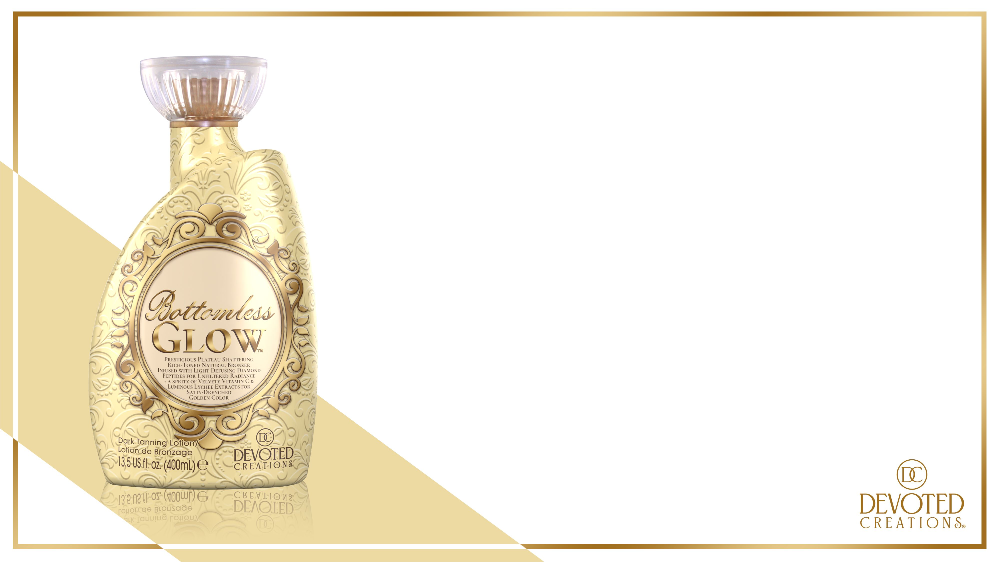 Bottomless
GLOW™
PRESTIGIOUS PLATEAU SHATTERING
RICH-TONED NATURAL BRONZER
INFUSED WITH LIGHT DEFUSING DIAMOND
PEPTIDES FOR UNFILTERED RADIANCE
+ A SPRITZ OF VELVETY VITAMIN C &
LUMINOUS LYCHEE EXTRACTS FOR
SATIN-DRENCHED
GOLDEN COLOR
Dark Tanning Lotion/
Lotion de Bronzage
13.5 US fl. oz. (400mL) ℮
DC
DEVOTED
CREATIONS
DC
DEVOTED
CREATIONS®